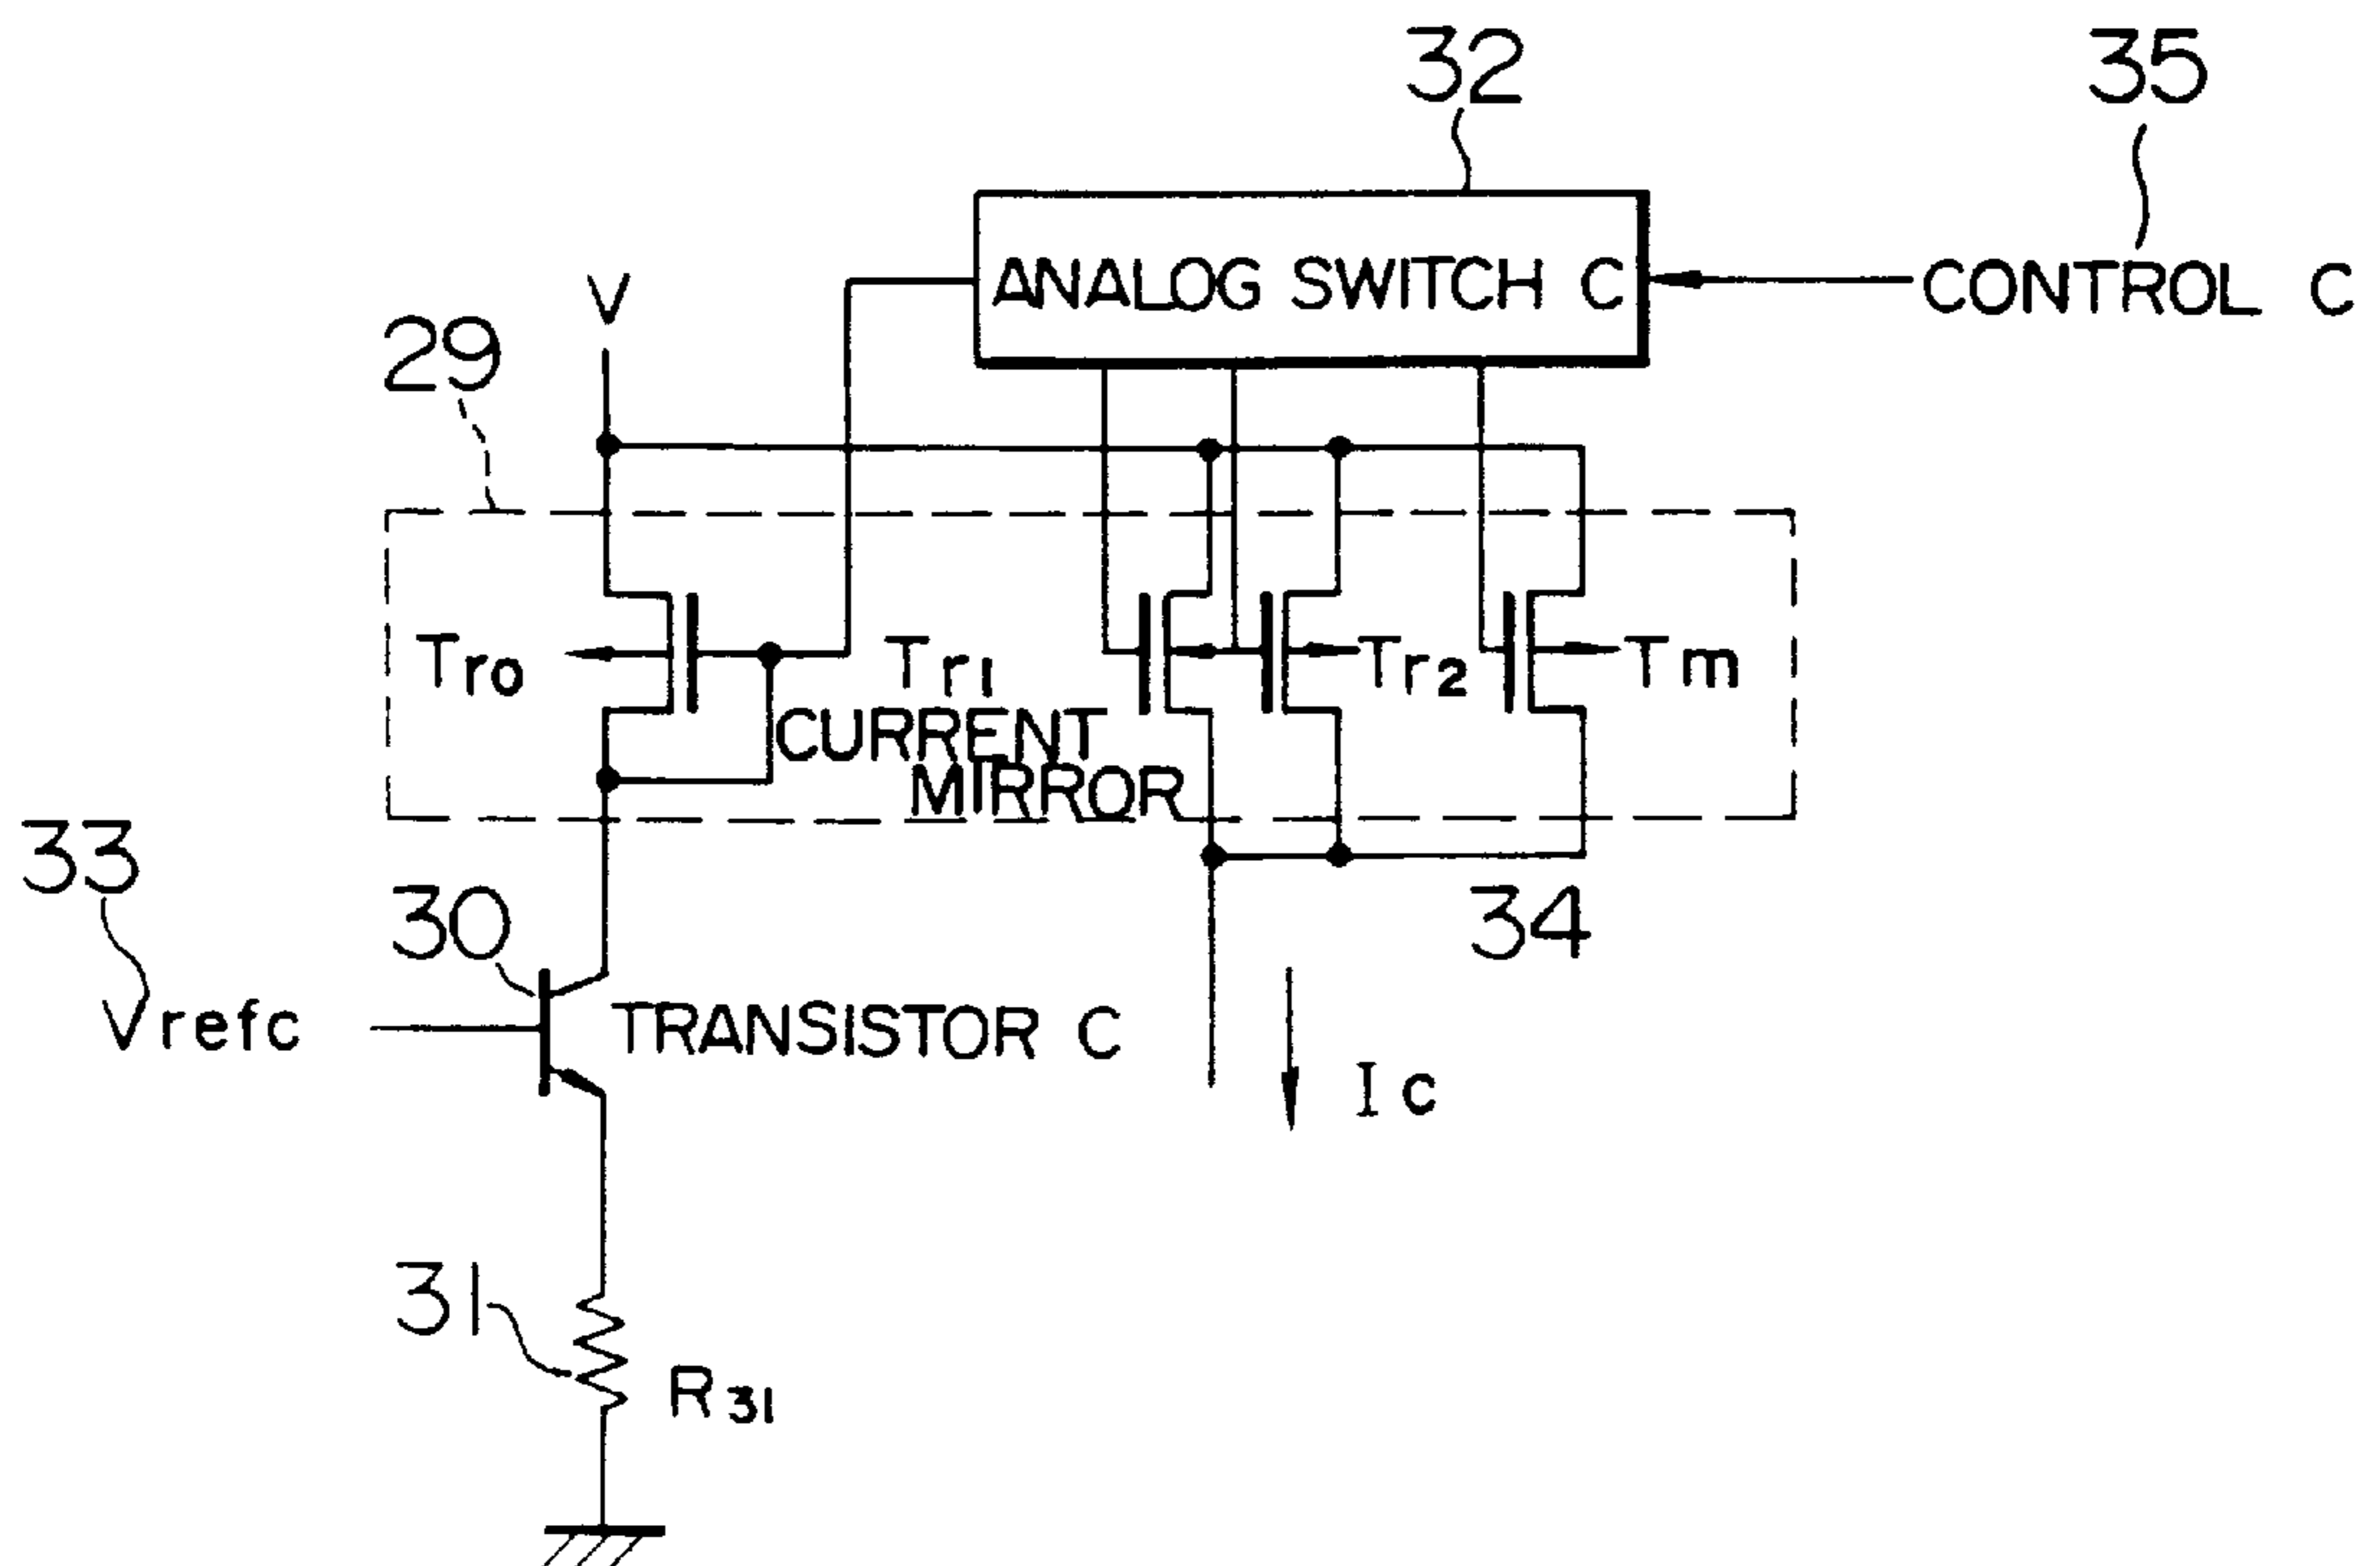 32
35
ANALOG SWITCH C
CONTROL C
V
29
Tr0
Tr1
Tr2
Tm
CURRENT
MIRROR
33
30
34
Vrefc
TRANSISTOR C
Ic
31
R31